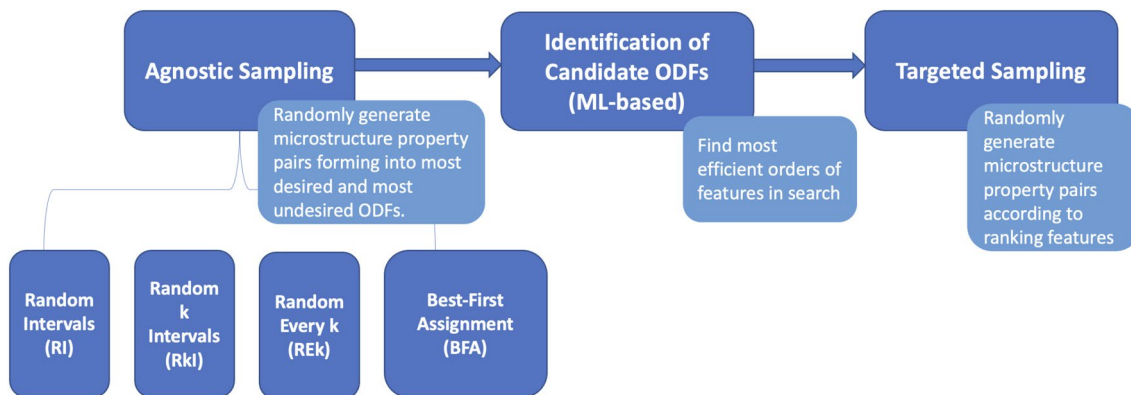 Agnostic Sampling
Randomly generate
microstructure property
pairs forming into most
desired and most
undesired ODFs.
Identification of
Candidate ODFs
(ML-based)
Find most
efficient orders of
features in search
Targeted Sampling
Randomly
generate
microstructure
property pairs
according to
ranking features
Random
Intervals
(RI)
Random
k
Intervals
(RkI)
Random
Every k
(REk)
Best-First
Assignment
(BFA)